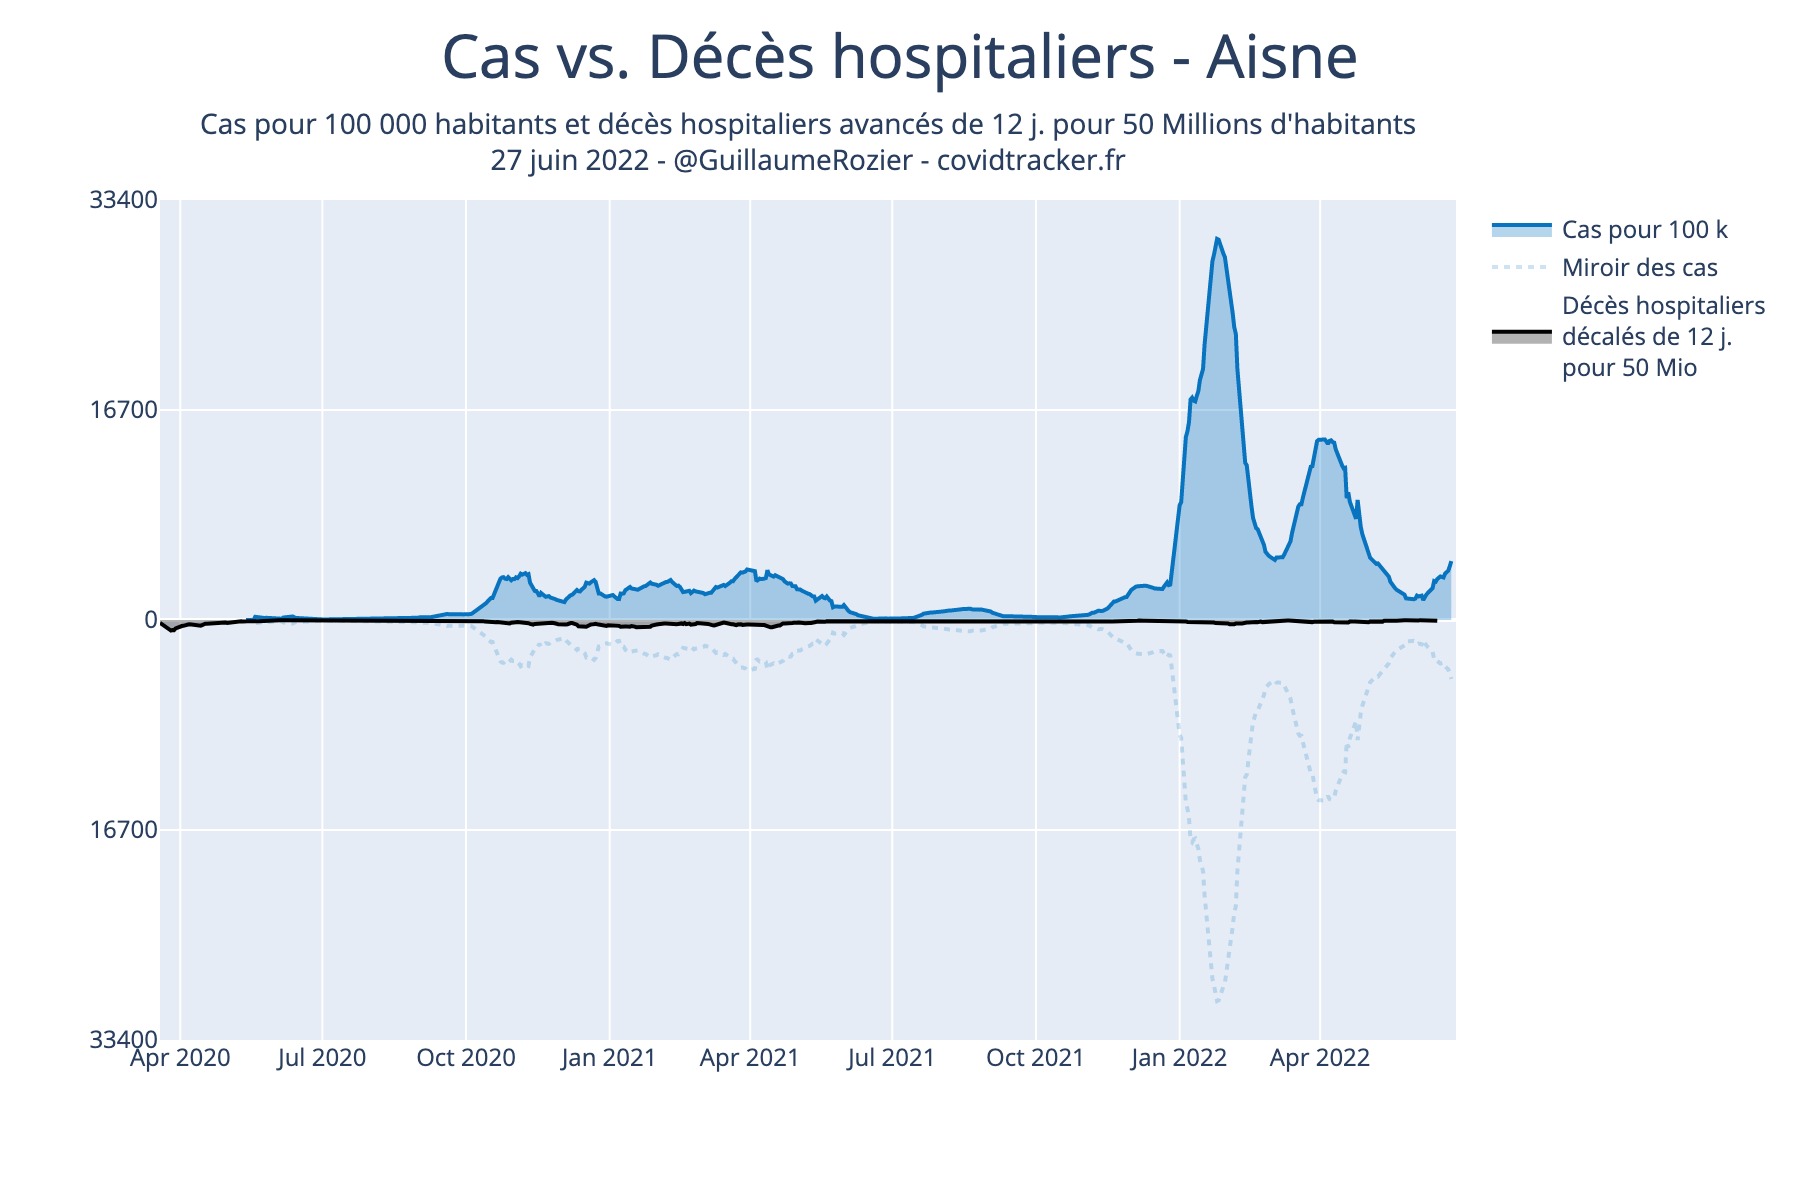 Cas vs. Décès hospitaliers - Aisne
Cas pour 100 000 habitants et décès hospitaliers avancés de 12 j. pour 50 Millions d'habitants
27 juin 2022 - @GuillaumeRozier - covidtracker.fr
33400
16700
0
16700
33400
Apr 2020
Jul 2020
Oct 2020
Jan 2021
Apr 2021
Jul 2021
Oct 2021
Jan 2022
Apr 2022
Cas pour 100 k
Miroir des cas
Décès hospitaliers
décalés de 12 j.
pour 50 Mio